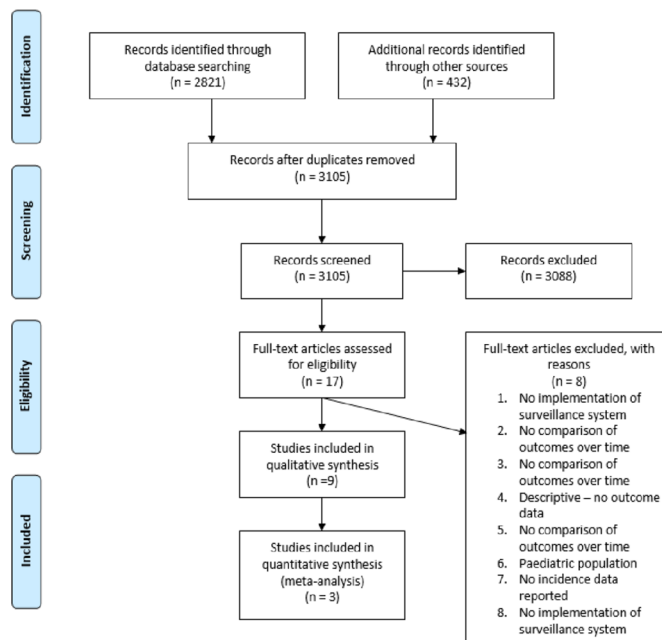 Identification
Records identified through
database searching
(n = 2821)
Additional records identified
through other sources
(n = 432)
Records after duplicates removed
(n = 3105)
Screening
Records screened
(n = 3105)
Records excluded
(n = 3088)
Eligibility
Full-text articles assessed
for eligibility
(n = 17)
Full-text articles excluded, with
reasons
(n = 8)
1. No implementation of
surveillance system
2. No comparison of
outcomes over time
3. No comparison of
outcomes over time
4. Descriptive – no outcome
data
5. No comparison of
outcomes over time
6. Paediatric population
7. No incidence data
reported
8. No implementation of
surveillance system
Studies included in
qualitative synthesis
(n =9)
Included
Studies included in
quantitative synthesis
(meta-analysis)
(n = 3)